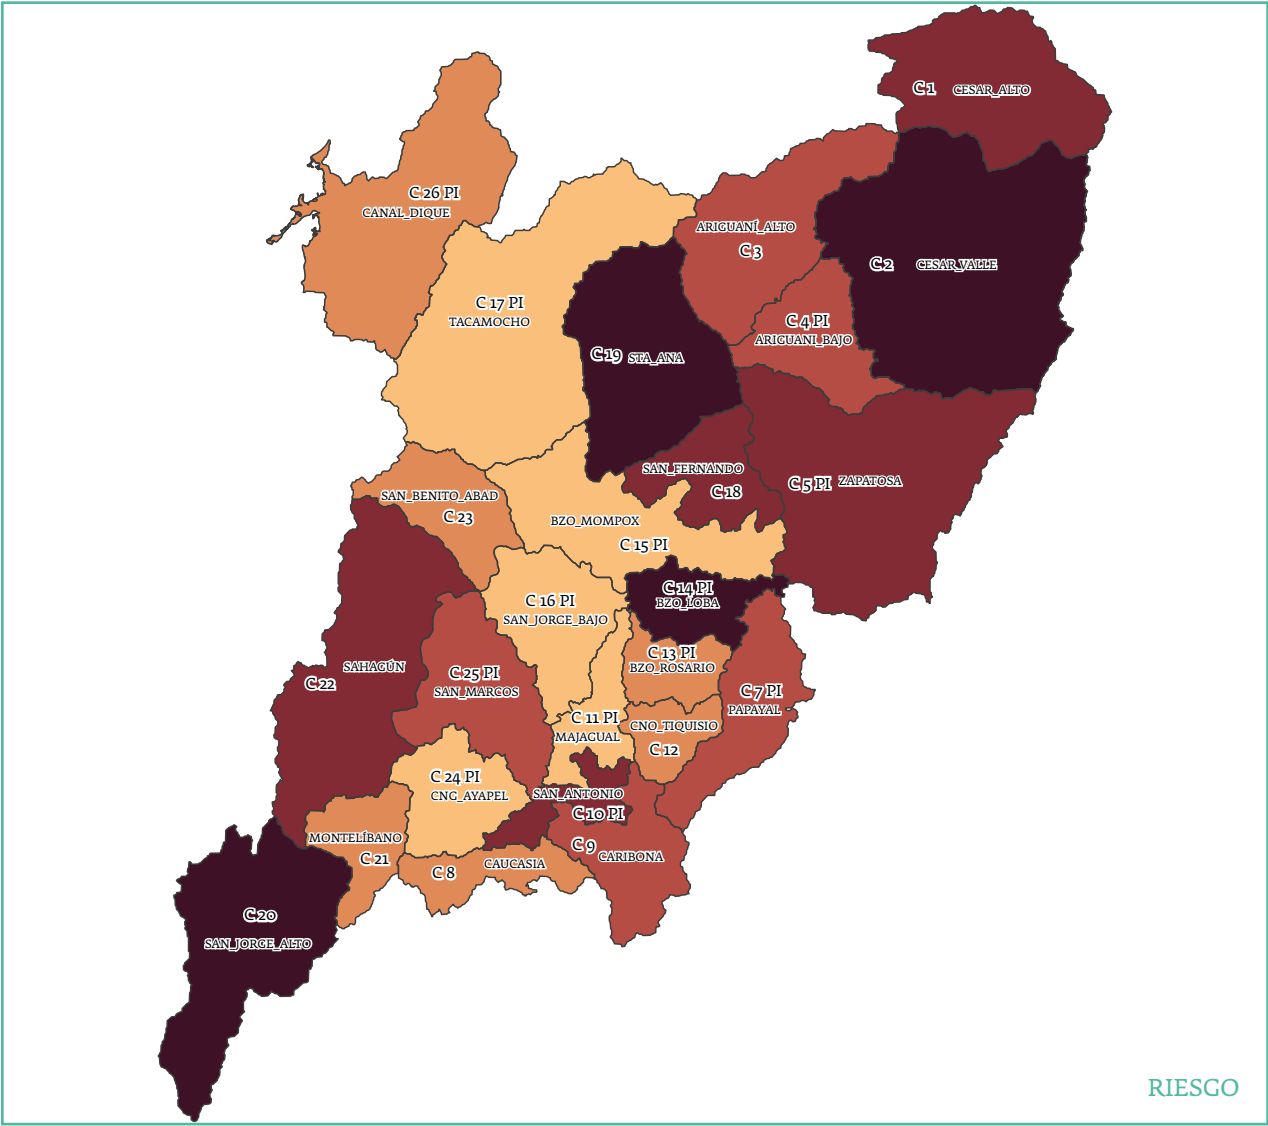 C 1 CESAR_ALTO
C 26 PI
CANAL_DIQUE
ARIGUANÍ_ALTO
C 3
C 2 CESAR_VALLE
C 17 PI
TACAMOCHO
C 4 PI
ARIGUANI_BAJO
C 19 STA_ANA
SAN_FERNANDO
C 18
C 5 PI ZAPATOSA
SAN_BENITO_ABAD
C 23
BZO_MOMPOX
C 15 PI
C 14 PI
BZO_LOBA
C 16 PI
SAN_JORGE_BAJO
C 13 PI
BZO_ROSARIO
SAHAGÚN
C 22
C 25 PI
SAN_MARCOS
C 7 PI
PAPAYAL
C 11 PI
MAJAGUAL
CNO_TIQUISIO
C 12
C 24 PI
CNG_AYAPEL
SAN_ANTONIO
C 10 PI
MONTELÍBANO
C 21
C 9
CARIBONA
C 8
CAUCASIA
C 20
SAN_JORGE_ALTO
RIESGO